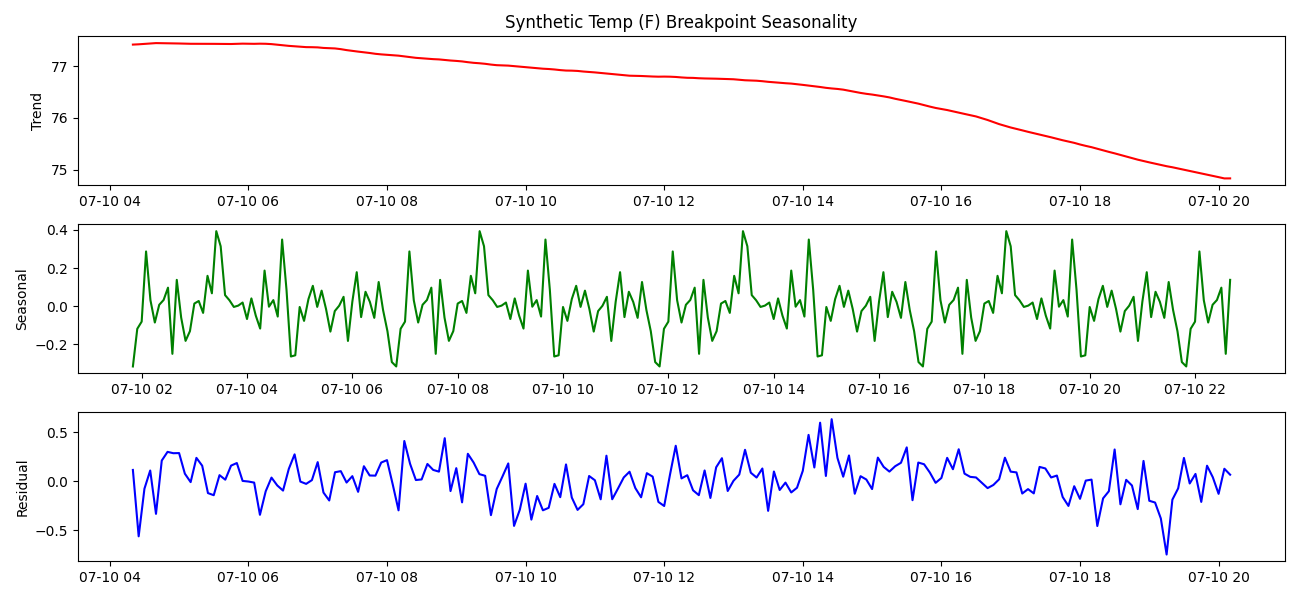 Synthetic Temp (F) Breakpoint Seasonality
Trend
77
76
75
07-10 04 07-10 06 07-10 08 07-10 10 07-10 12 07-10 14 07-10 16 07-10 18 07-10 20
Seasonal
0.4
0.2
0.0
−0.2
07-10 02 07-10 04 07-10 06 07-10 08 07-10 10 07-10 12 07-10 14 07-10 16 07-10 18 07-10 20 07-10 22
Residual
0.5
0.0
−0.5
07-10 04 07-10 06 07-10 08 07-10 10 07-10 12 07-10 14 07-10 16 07-10 18 07-10 20